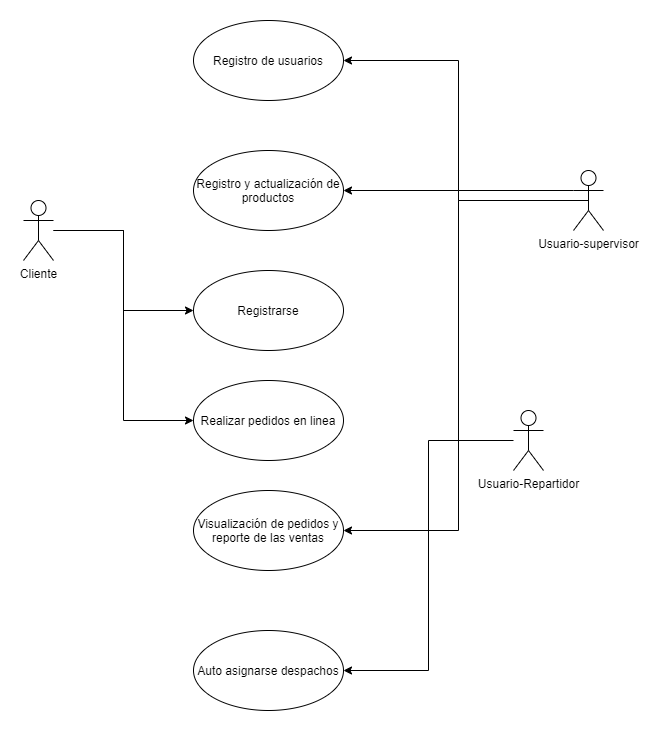 Registro de usuarios
Registro y actualización de
productos
Usuario-supervisor
Cliente
Registrarse
Realizar pedidos en linea
Usuario-Repartidor
Visualización de pedidos y
reporte de las ventas
Auto asignarse despachos